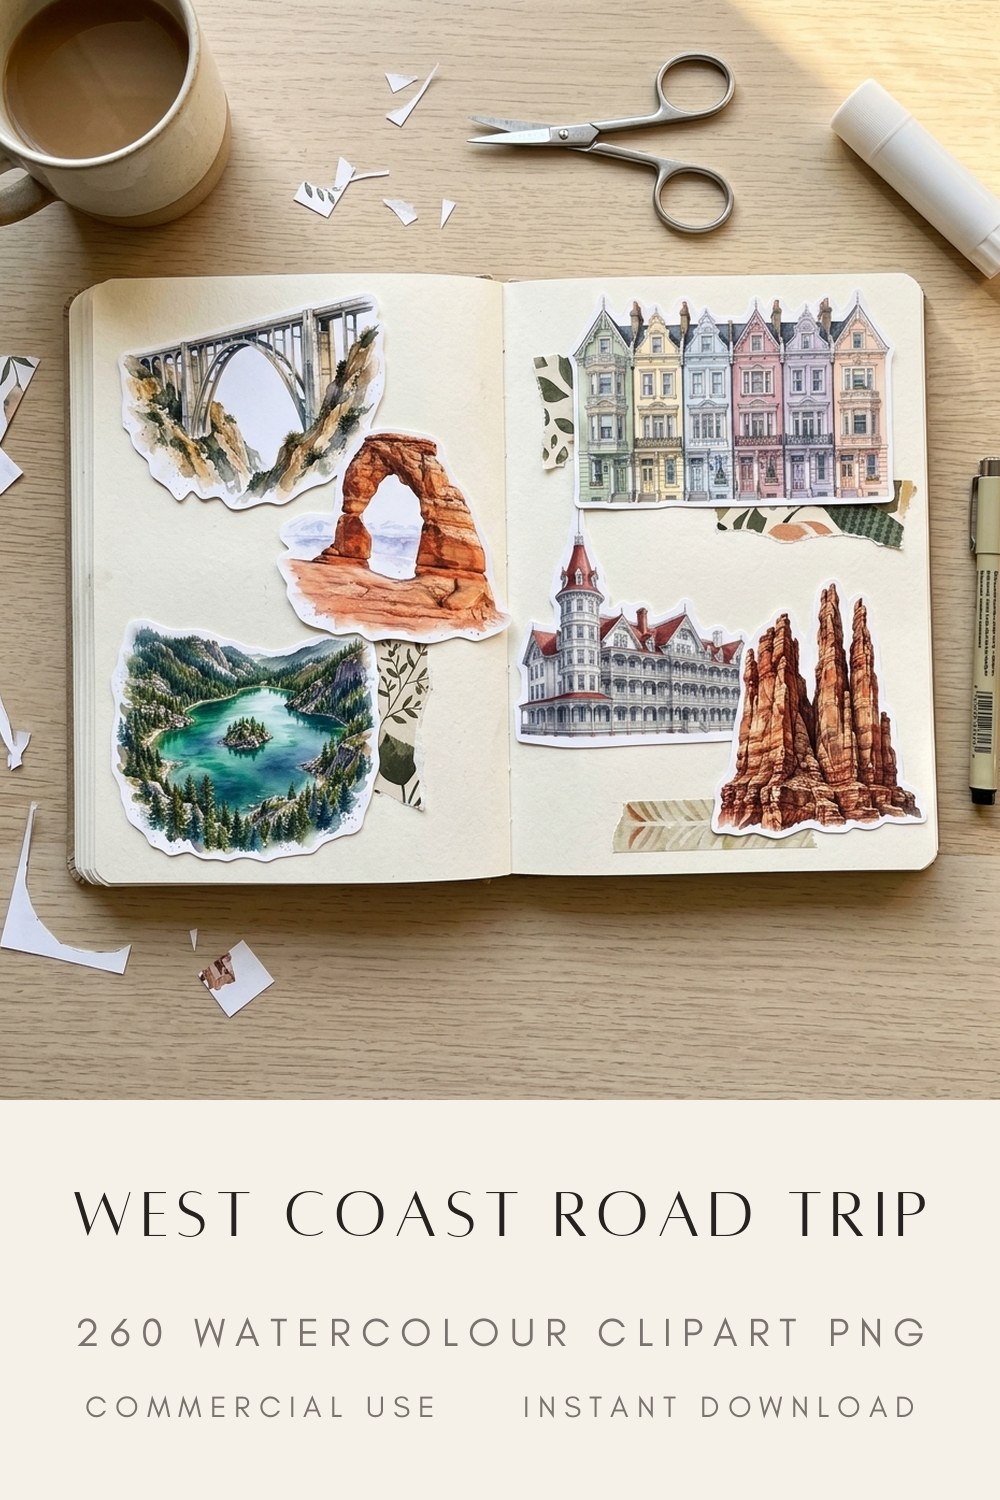 WEST COAST ROAD TRIP
260 WATERCOLOUR CLIPART PNG
COMMERCIAL USE INSTANT DOWNLOAD